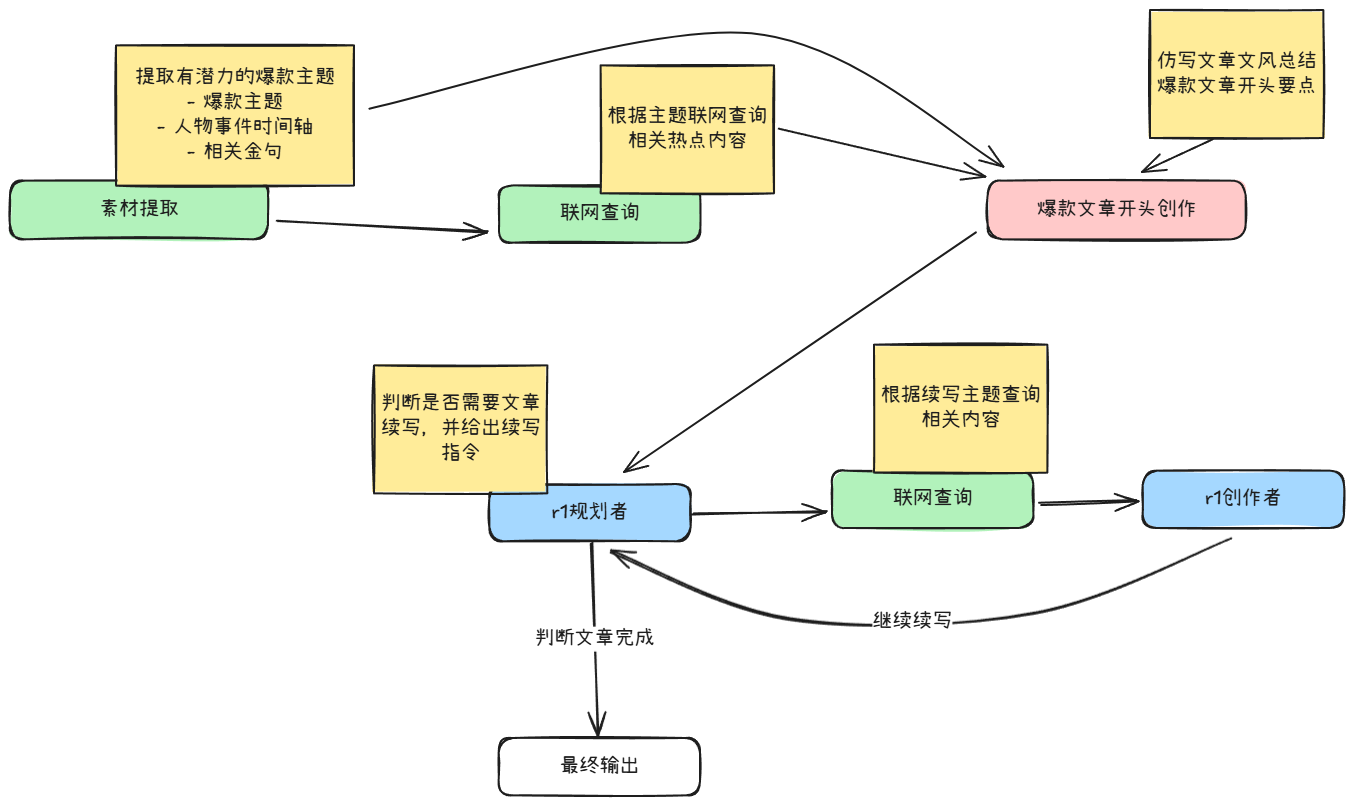 提取有潜力的爆款主题
- 爆款主题
- 人物事件时间轴
- 相关金句
素材提取
根据主题联网查询
相关热点内容
联网查询
仿写文章文风总结
爆款文章开头要点
爆款文章开头创作
判断是否需要文章
续写，并给出续写
指令
r1规划者
根据续写主题查询
相关内容
联网查询
r1创作者
继续续写
判断文章完成
最终输出